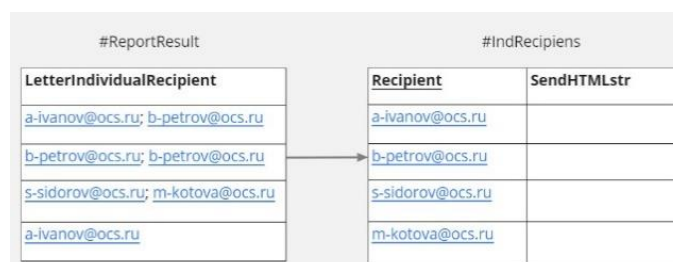 #ReportResult
#IndRecipiens
LetterIndividualRecipient
Recipient
SendHTMLstr
a-ivanov@ocs.ru; b-petrov@ocs.ru
a-ivanov@ocs.ru
b-petrov@ocs.ru; b-petrov@ocs.ru
b-petrov@ocs.ru
s-sidorov@ocs.ru; m-kotova@ocs.ru
s-sidorov@ocs.ru
a-ivanov@ocs.ru
m-kotova@ocs.ru